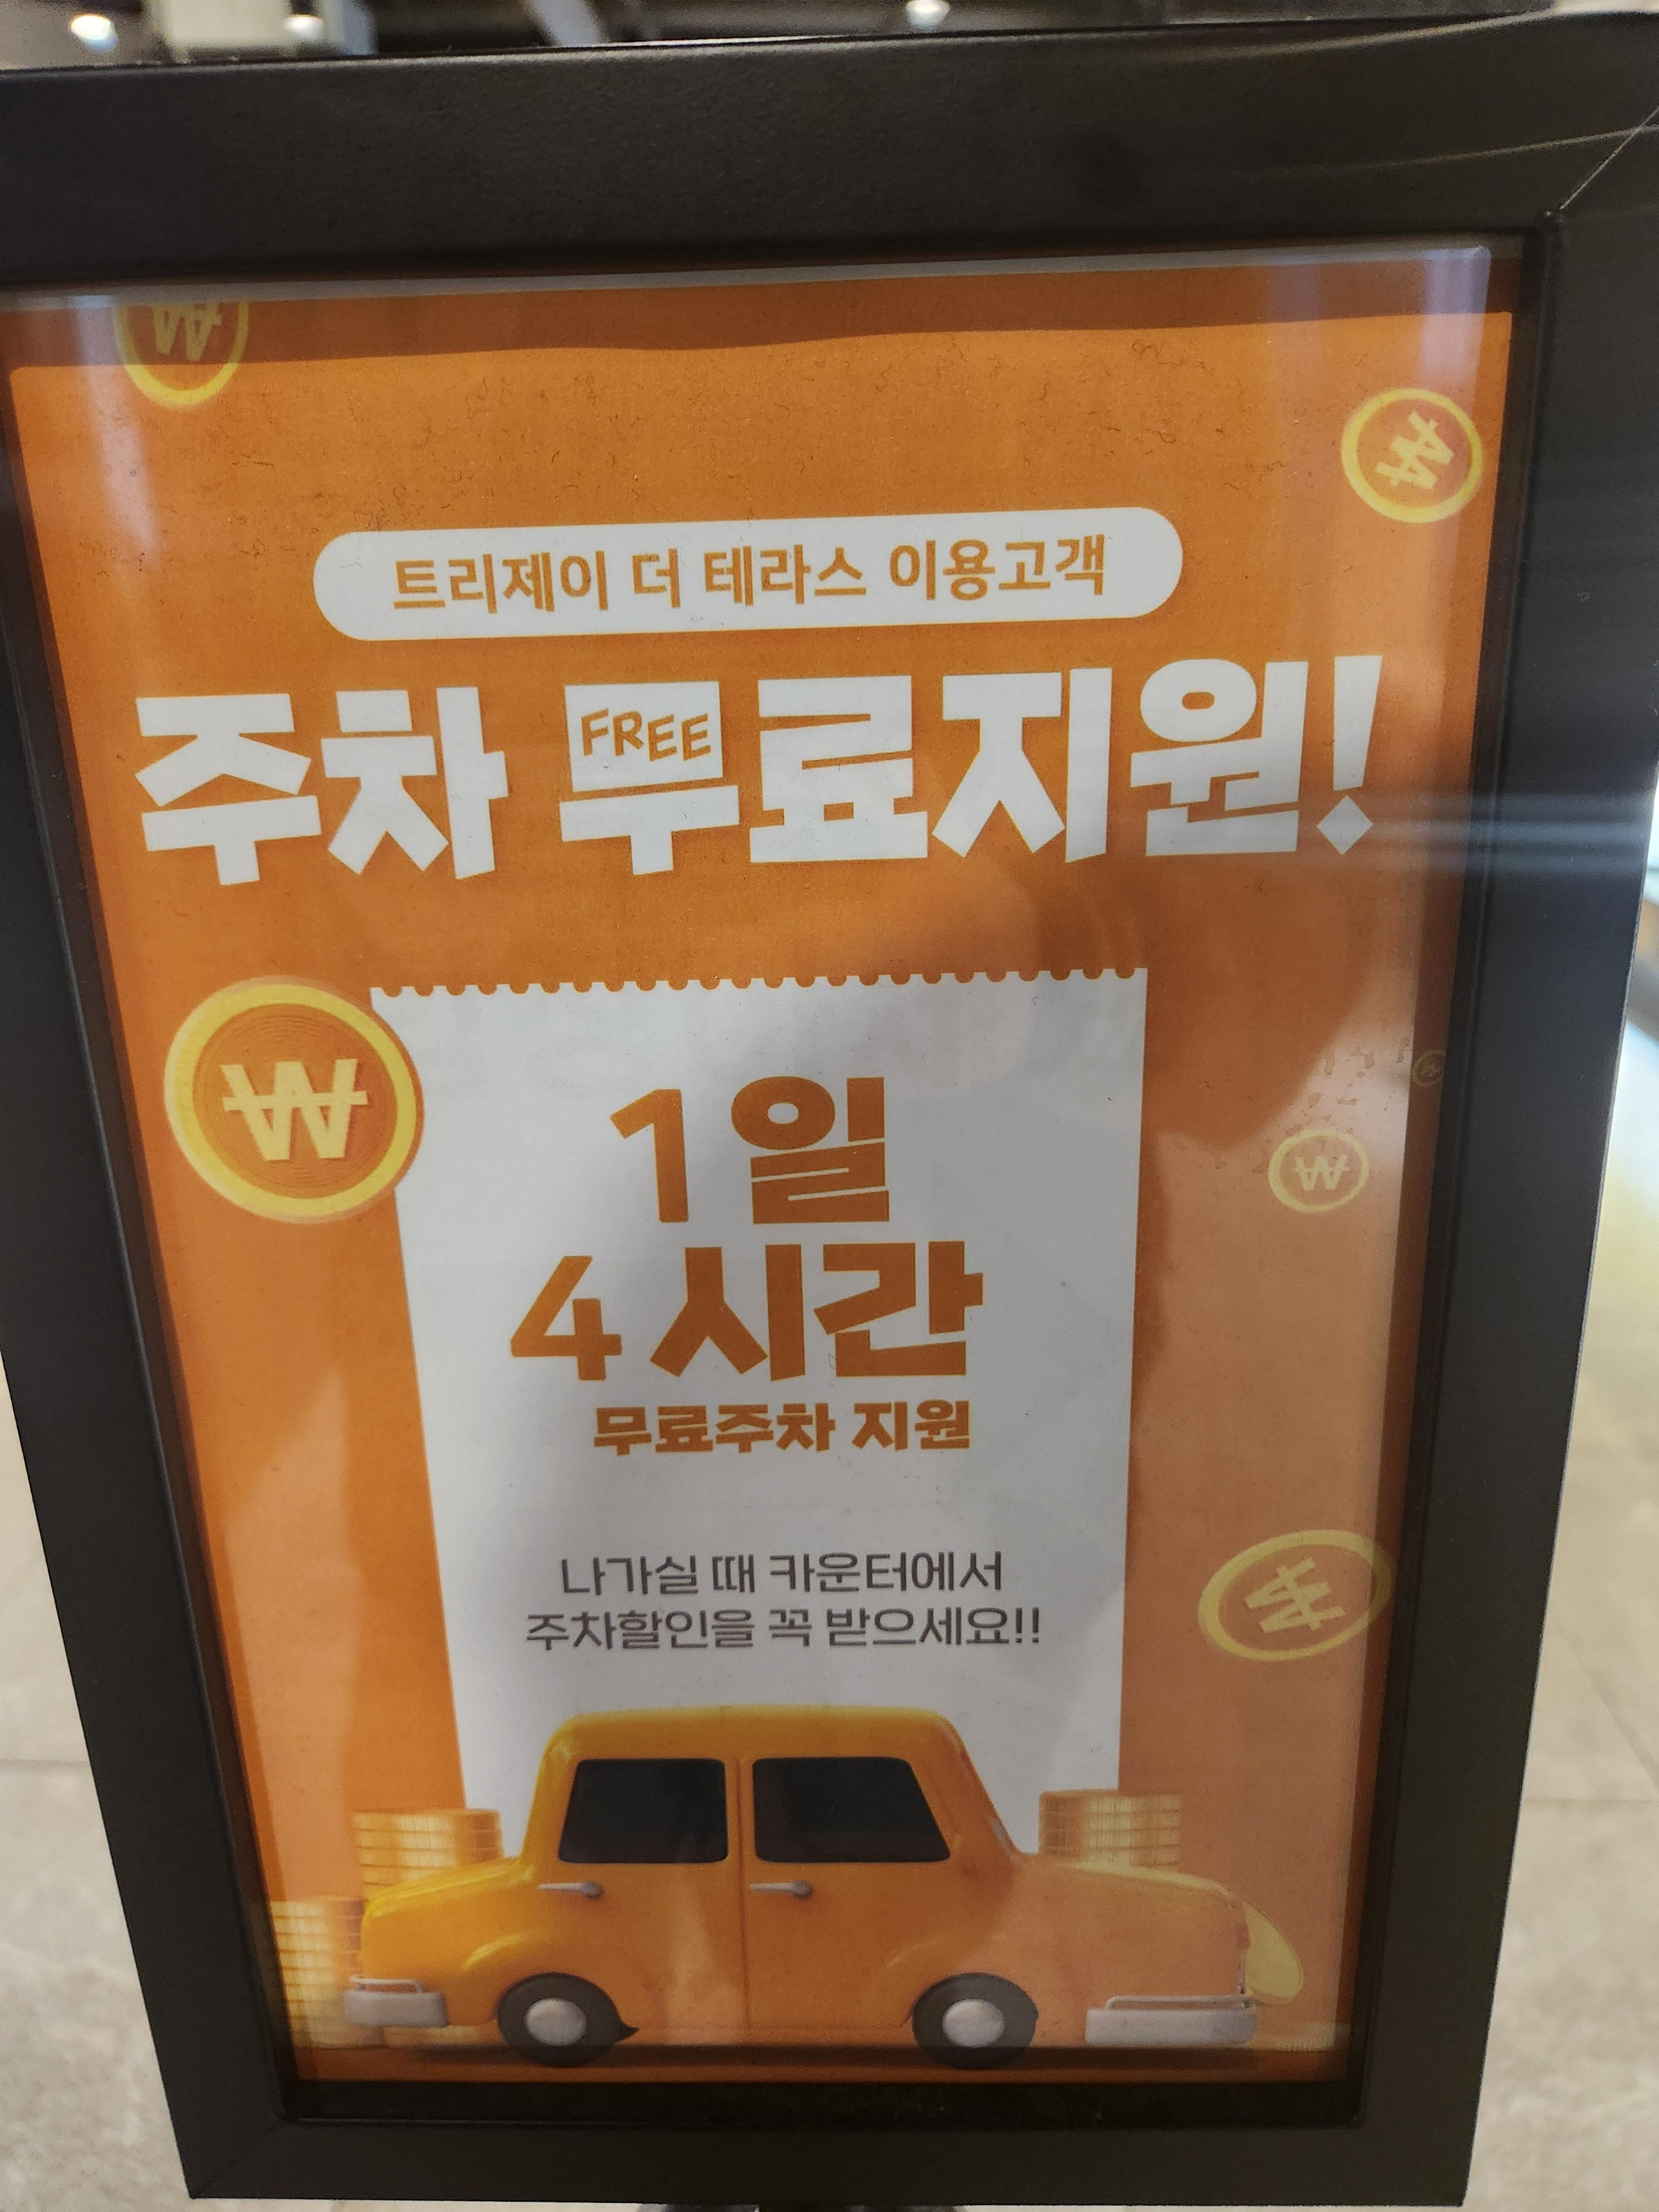 트리제이 더 테라스 이용고객
주차 무료지원!
FREE
1일
4시간
무료주차 지원
나가실 때 카운터에서
주차할인을 꼭 받으세요!!